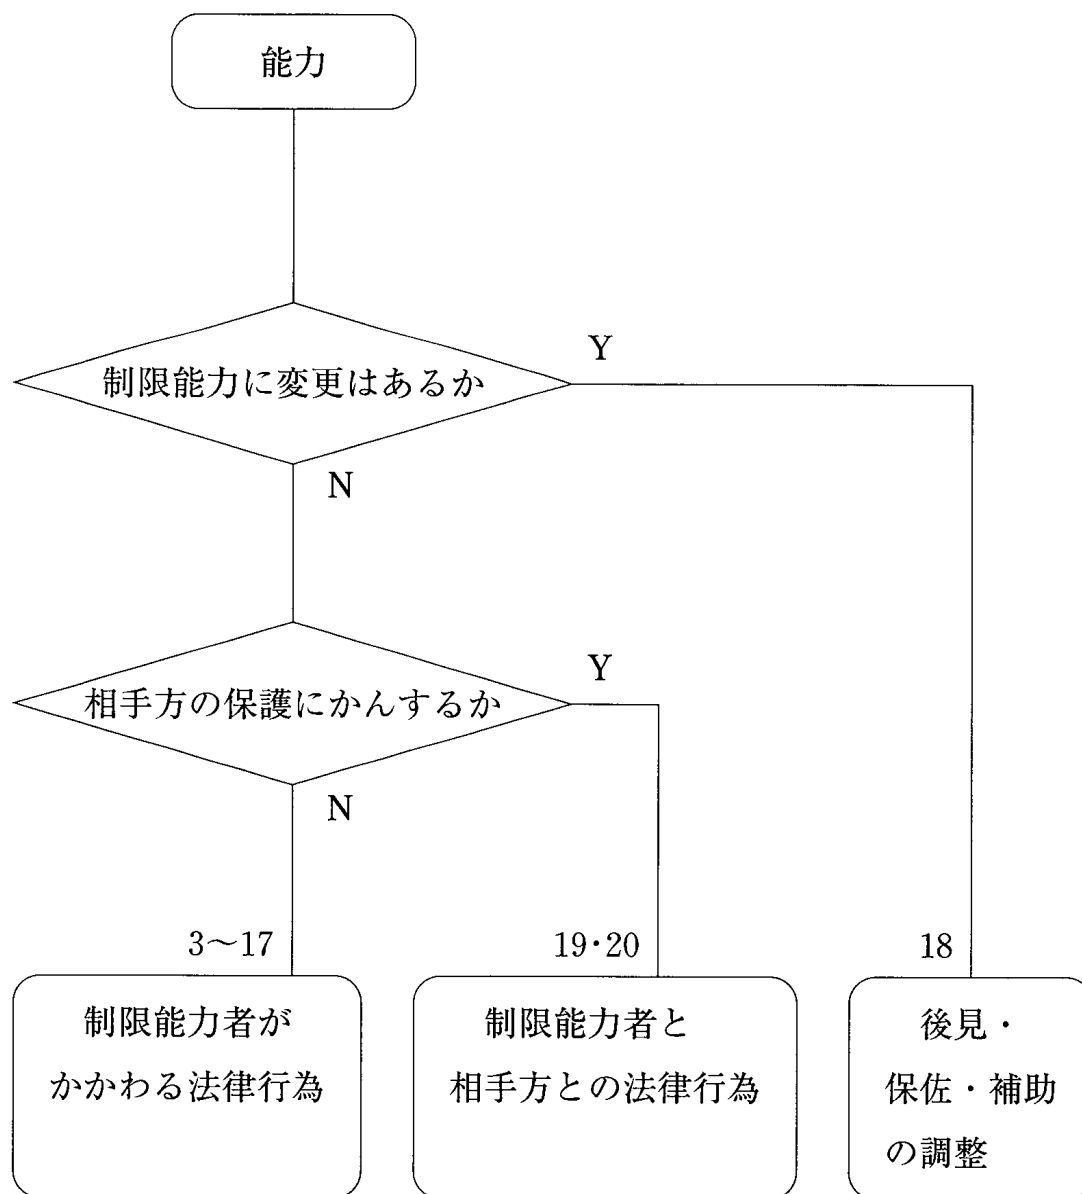 能力
制限能力に変更はあるか
Y
N
相手方の保護にかんするか
Y
N
3〜17
制限能力者が
かかわる法律行為
19・20
制限能力者と
相手方との法律行為
18
後見・
保佐・補助
の調整